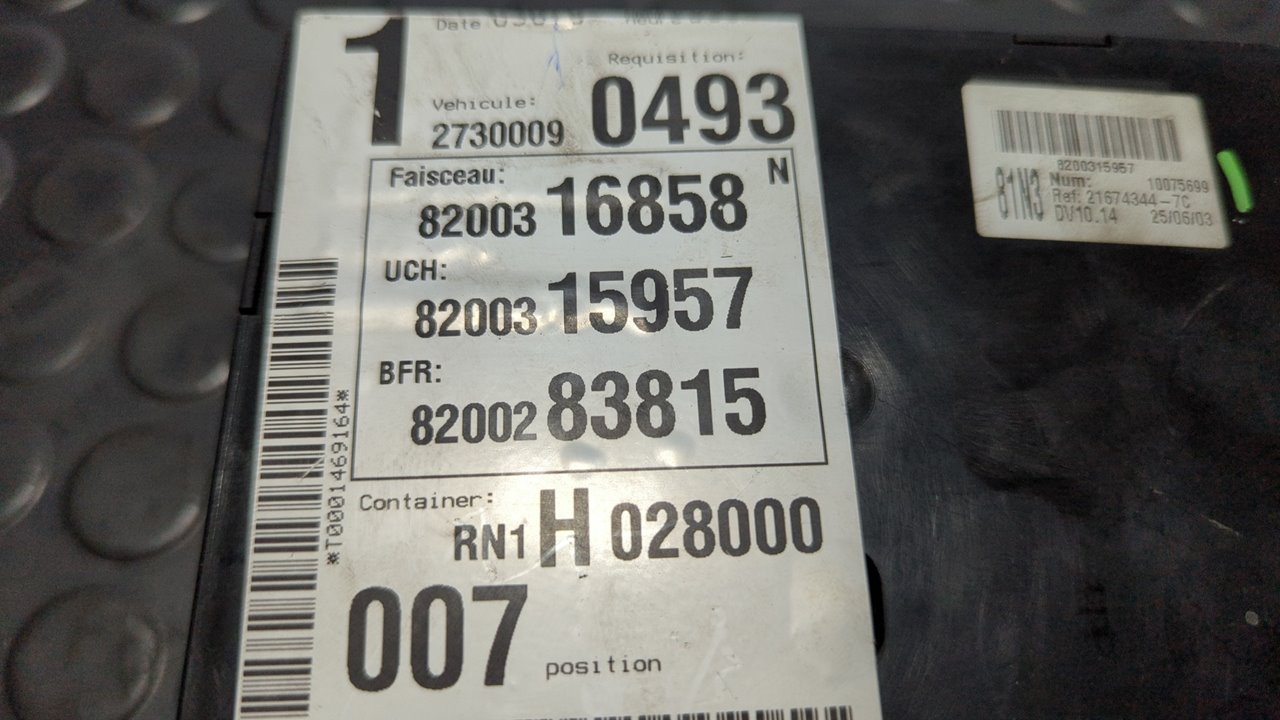 1
Date
Requisition:
Vehicule:
2730009 0493
Faisceau: N
82003 16858
UCH:
82003 15957
BFR:
82002 83815
Container:
RN1 H 028000
007 position
*T0001469164*
8200315957
81N3
Num: 10075699
Ref: 21674344-7C
DV10.14 25/06/03